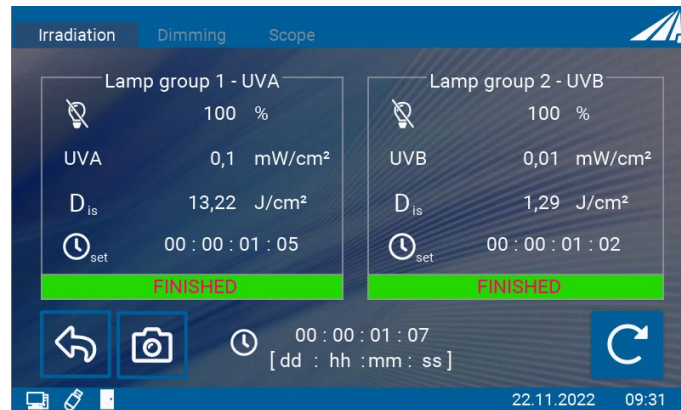 Irradiation Dimming Scope
Lamp group 1 - UVA
100 %
UVA 0,1 mW/cm²
D is 13,22 J/cm²
set 00 : 00 : 01 : 05
FINISHED
Lamp group 2 - UVB
100 %
UVB 0,01 mW/cm²
D is 1,29 J/cm²
set 00 : 00 : 01 : 02
FINISHED
00 : 00 : 01 : 07
[ dd : hh : mm : ss ]
22.11.2022 09:31